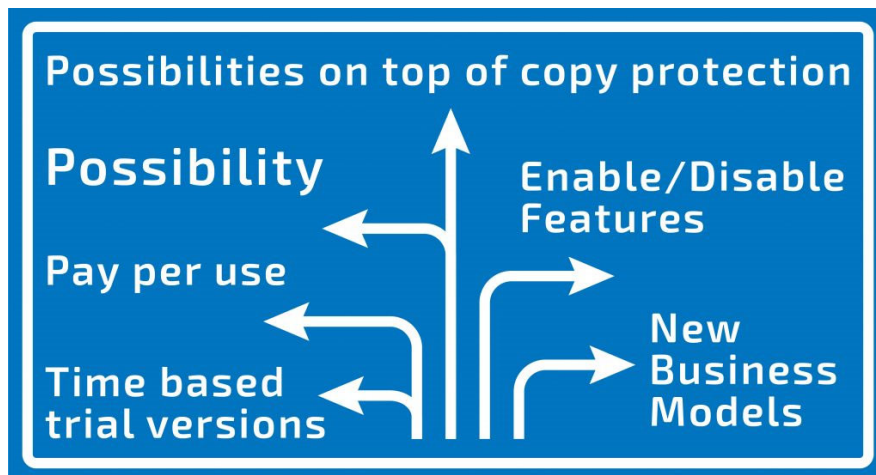 Possibilities on top of copy protection
Possibility
Enable/Disable
Features
Pay per use
New
Business
Models
Time based
trial versions